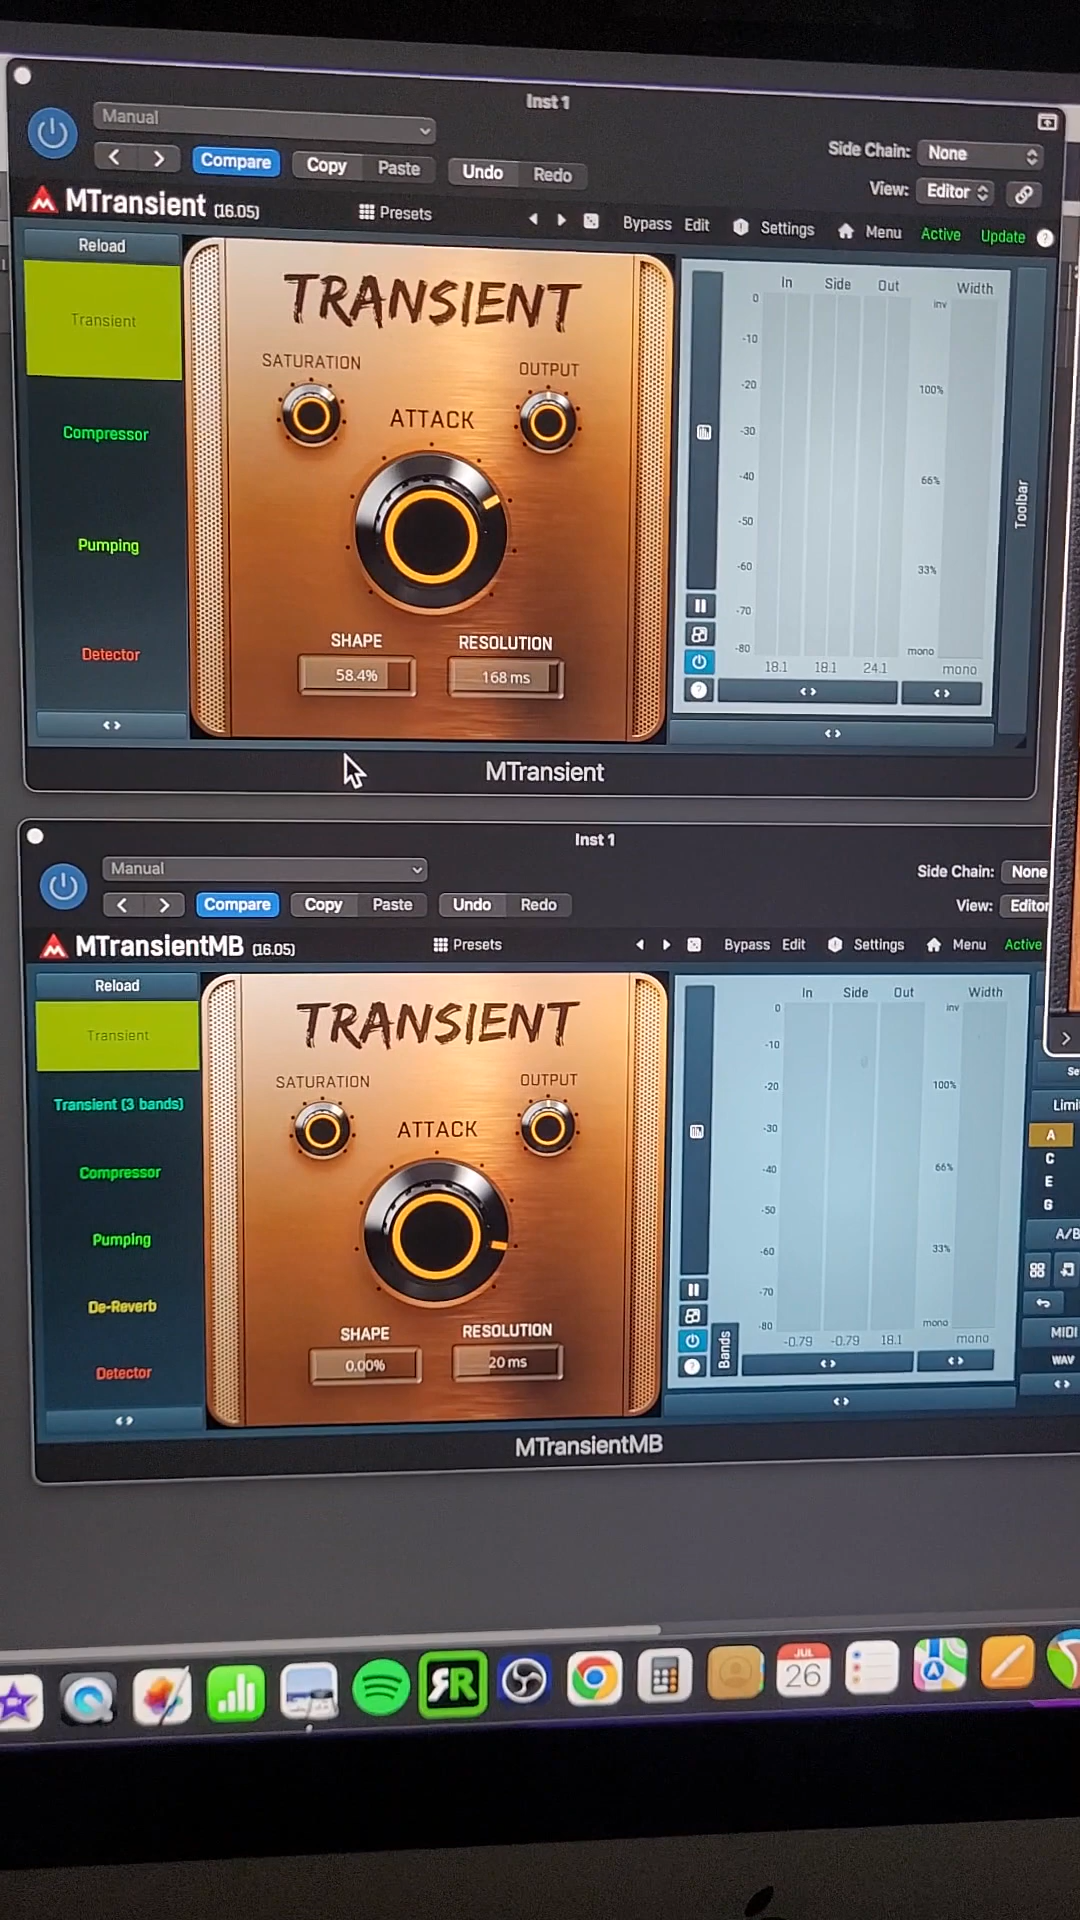 Inst 1
Manual
Side Chain: None
Compare Copy Paste Undo Redo
View: Editor
MTransient (16.05) Presets Bypass Edit Settings Menu Active Update ?
Reload
Transient
Compressor
Pumping
Detector
TRANSIENT
SATURATION
OUTPUT
ATTACK
SHAPE
RESOLUTION
58.4%
168 ms
In Side Out Width
0
-10
-20
-30
-40
-50
-60
-70
-80
inv
100%
66%
33%
mono
18.1 18.1 24.1 mono
Toolbar
MTransient
Inst 1
Manual
Side Chain: None
Compare Copy Paste Undo Redo
View: Editor
MTransientMB (16.05) Presets Bypass Edit Settings Menu Active
Reload
Transient
Transient (3 bands)
Compressor
Pumping
De-Reverb
Detector
TRANSIENT
SATURATION
OUTPUT
ATTACK
SHAPE
RESOLUTION
0.00%
20 ms
In Side Out Width
0
-10
-20
-30
-40
-50
-60
-70
-80
inv
100%
66%
33%
mono
-0.79 -0.79 18.1 mono
Bands
Se
Limi
A
C
E
G
A/B
MIDI
WAV
MTransientMB
JUL
26